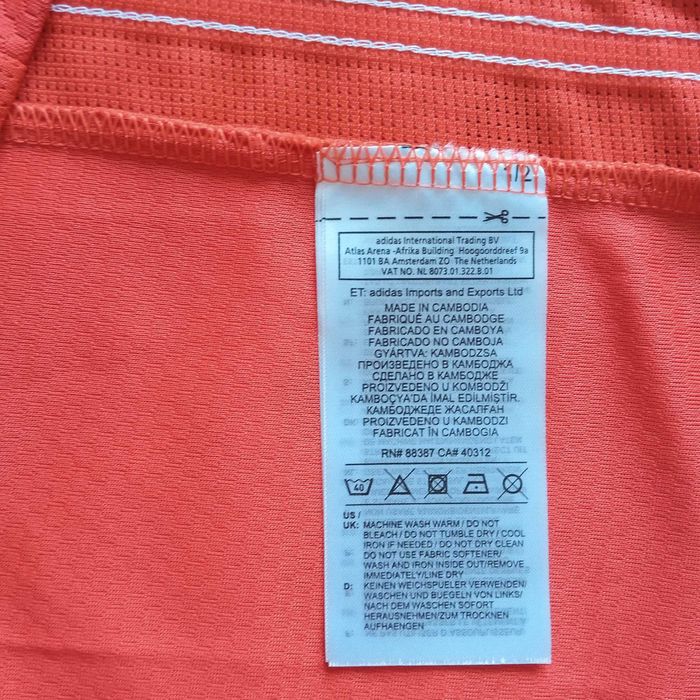 1/2
adidas International Trading BV
Atlas Arena -Afrika Building Hoogoorddreef 9a
1101 BA Amsterdam ZO The Netherlands
VAT NO. NL 8073.01.322.B.01
ET: adidas Imports and Exports Ltd
MADE IN CAMBODIA
FABRIQUÉ AU CAMBODGE
FABRICADO EN CAMBOYA
FABRICADO NO CAMBOJA
GYÁRTVA: KAMBODZSA
ПРОИЗВЕДЕНО В КАМБОДЖА
СДЕЛАНО В КАМБОДЖЕ
PROIZVEDENO U KOMBODŽI
KAMBOÇYA'DA İMAL EDİLMİŞTİR.
КАМБОДЖЕДЕ ЖАСАЛҒАН
PROIZVEDENO U KAMBODZI
FABRICAT ÎN CAMBOGIA
RN# 88387 CA# 40312
40
US /
UK: MACHINE WASH WARM / DO NOT
BLEACH / DO NOT TUMBLE DRY / COOL
IRON IF NEEDED / DO NOT DRY CLEAN
DO NOT USE FABRIC SOFTENER/
WASH AND IRON INSIDE OUT/REMOVE
IMMEDIATELY/LINE DRY
D: KEINEN WEICHSPUELER VERWENDEN/
WASCHEN UND BUEGELN VON LINKS/
NACH DEM WASCHEN SOFORT
HERAUSNEHMEN/ZUM TROCKNEN
AUFHAENGEN